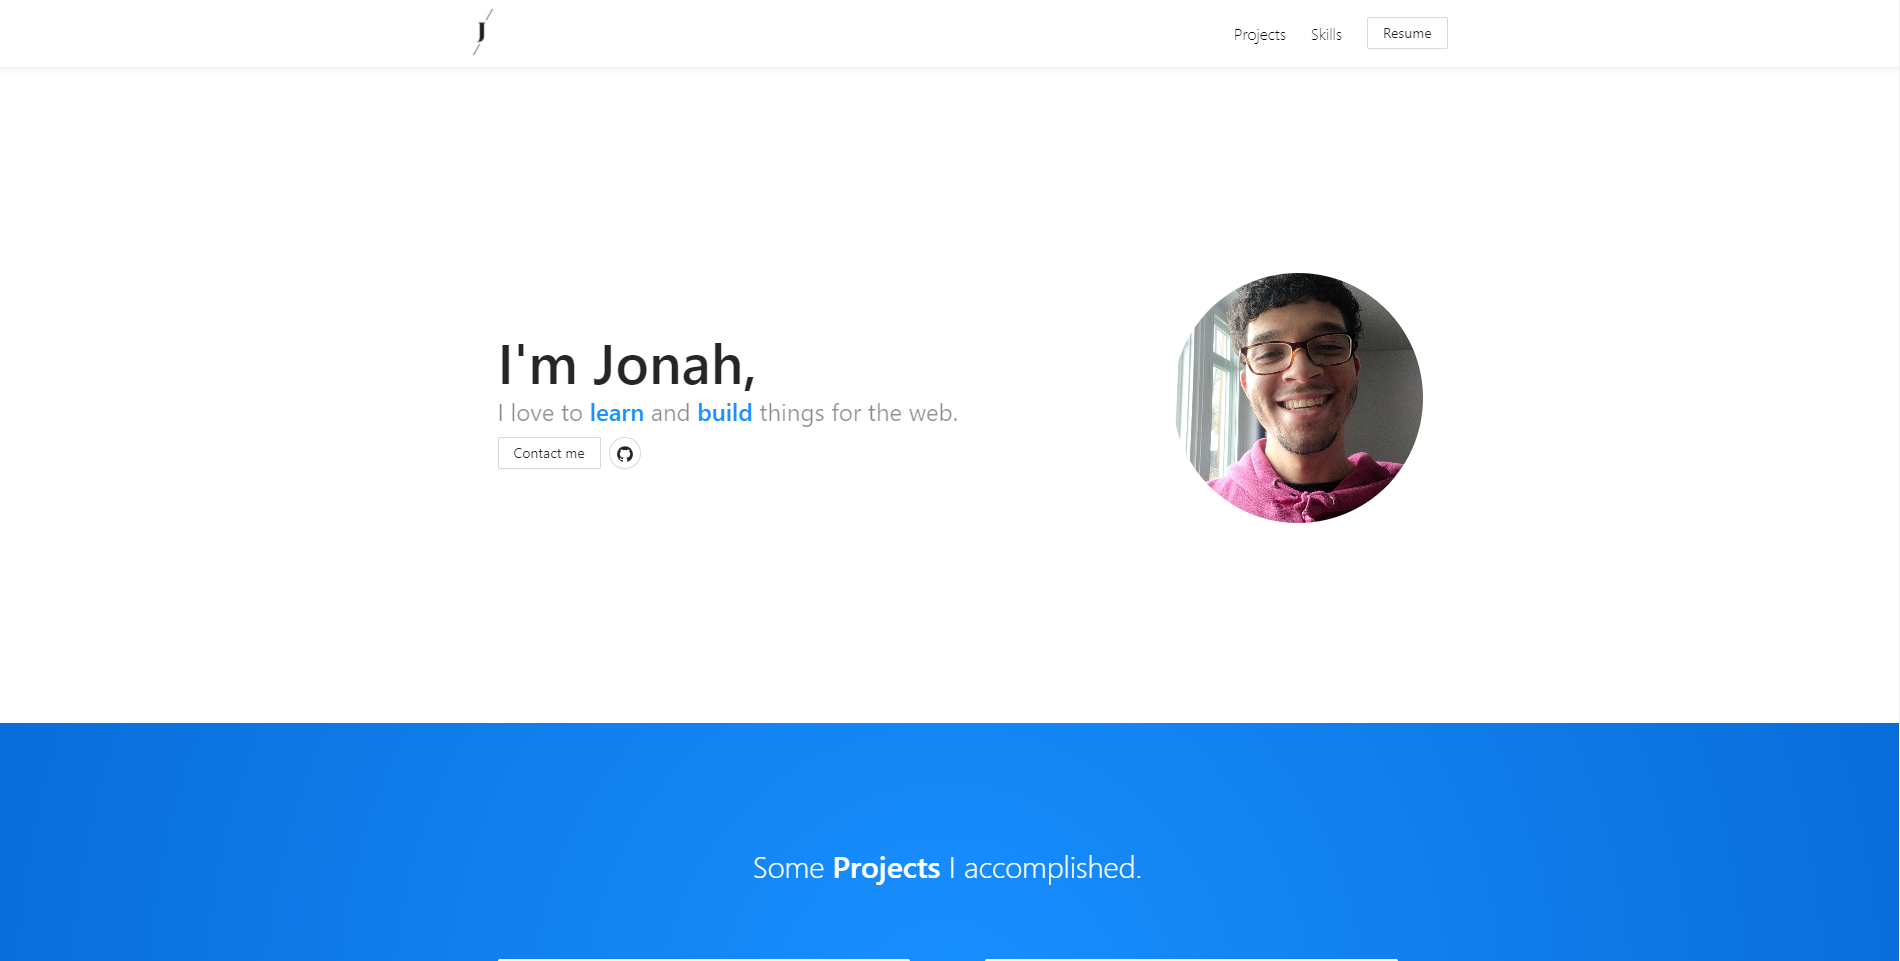 J
Projects Skills Resume
I'm Jonah,
I love to learn and build things for the web.
Contact me
Some Projects I accomplished.